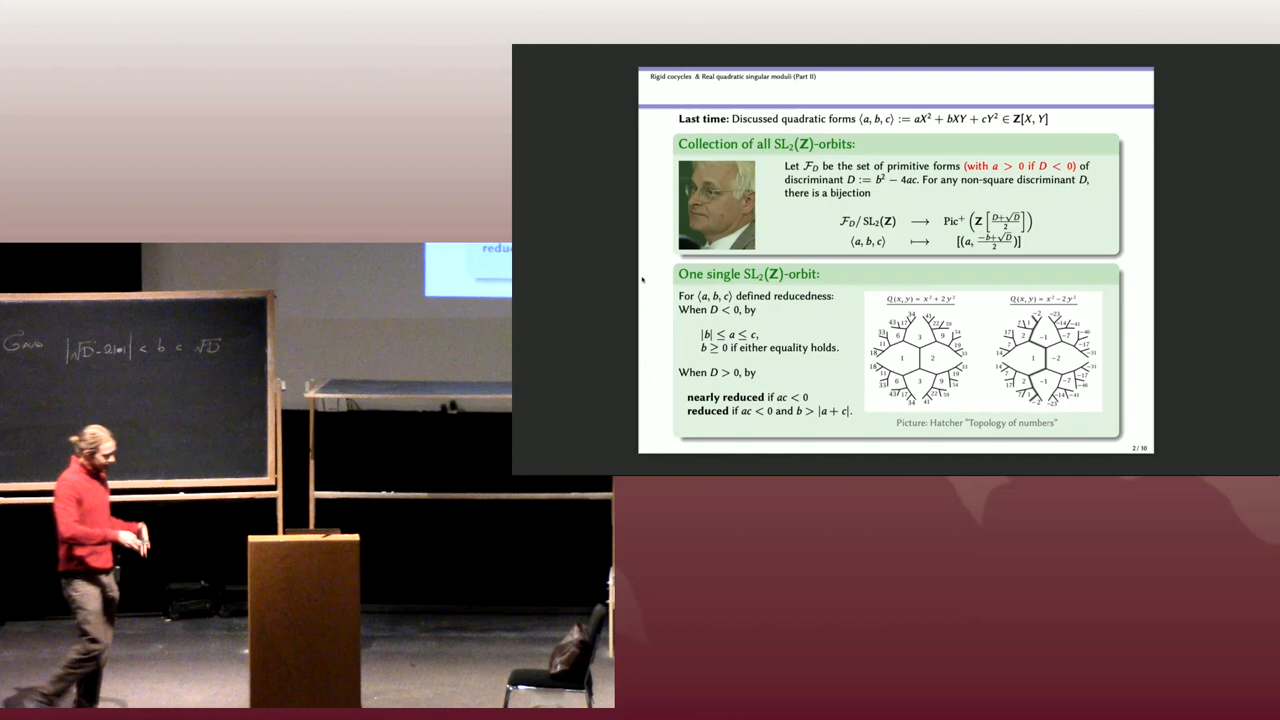 Rigid cocycles & Real quadratic singular moduli (Part II)
Last time: Discussed quadratic forms ⟨a, b, c⟩ := aX² + bXY + cY² ∈ Z[X, Y]
Collection of all SL₂(Z)-orbits:
Let 𝓕_D be the set of primitive forms (with a > 0 if D < 0) of
discriminant D := b² − 4ac. For any non-square discriminant D,
there is a bijection
𝓕_D/ SL₂(Z) ⟶ Pic⁺ (Z [(D+√D)/2])
⟨a, b, c⟩ ⟼ [(a, (−b+√D)/2)]
One single SL₂(Z)-orbit:
For ⟨a, b, c⟩ defined reducedness:
When D < 0, by
|b| ≤ a ≤ c,
b ≥ 0 if either equality holds.
When D > 0, by
nearly reduced if ac < 0
reduced if ac < 0 and b > |a + c|.
Q(x, y) = x² + 2y²
Q(x, y) = x² − 2y²
Picture: Hatcher "Topology of numbers"
2/ 10
reduc
Gauss |√D - 2|a|| < b < √D